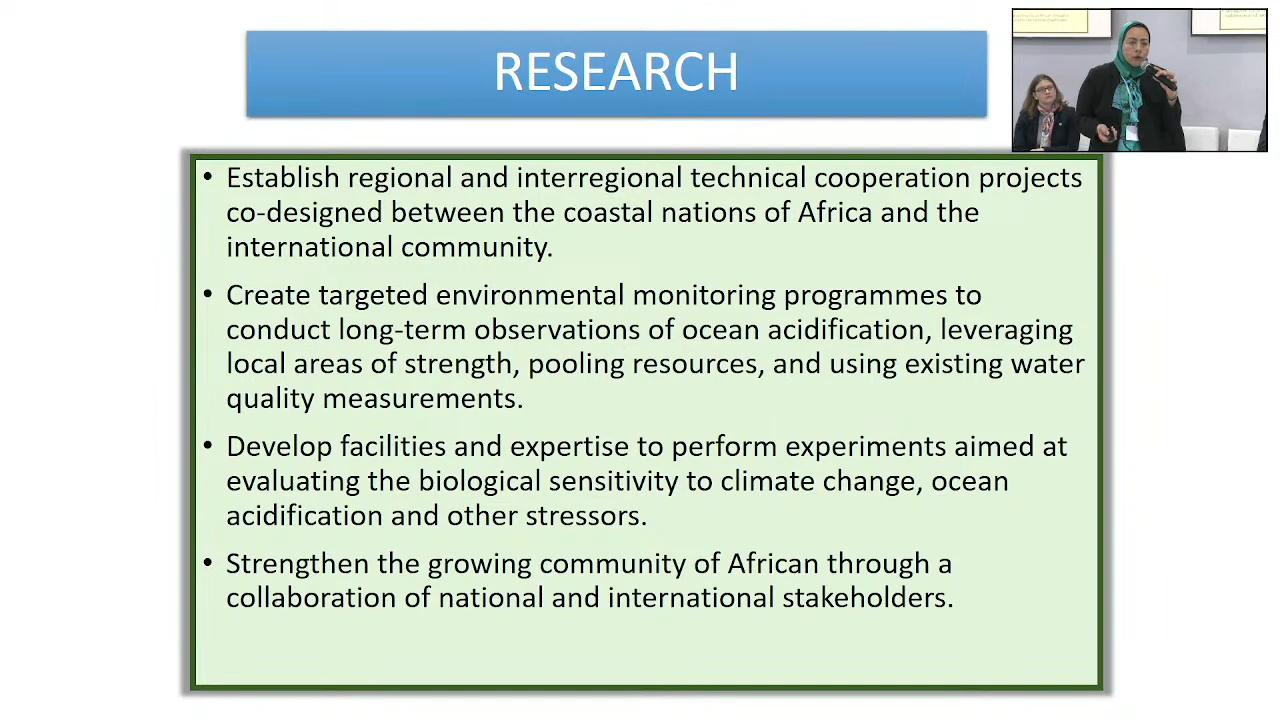 RESEARCH
• Establish regional and interregional technical cooperation projects
co-designed between the coastal nations of Africa and the
international community.
• Create targeted environmental monitoring programmes to
conduct long-term observations of ocean acidification, leveraging
local areas of strength, pooling resources, and using existing water
quality measurements.
• Develop facilities and expertise to perform experiments aimed at
evaluating the biological sensitivity to climate change, ocean
acidification and other stressors.
• Strengthen the growing community of African through a
collaboration of national and international stakeholders.